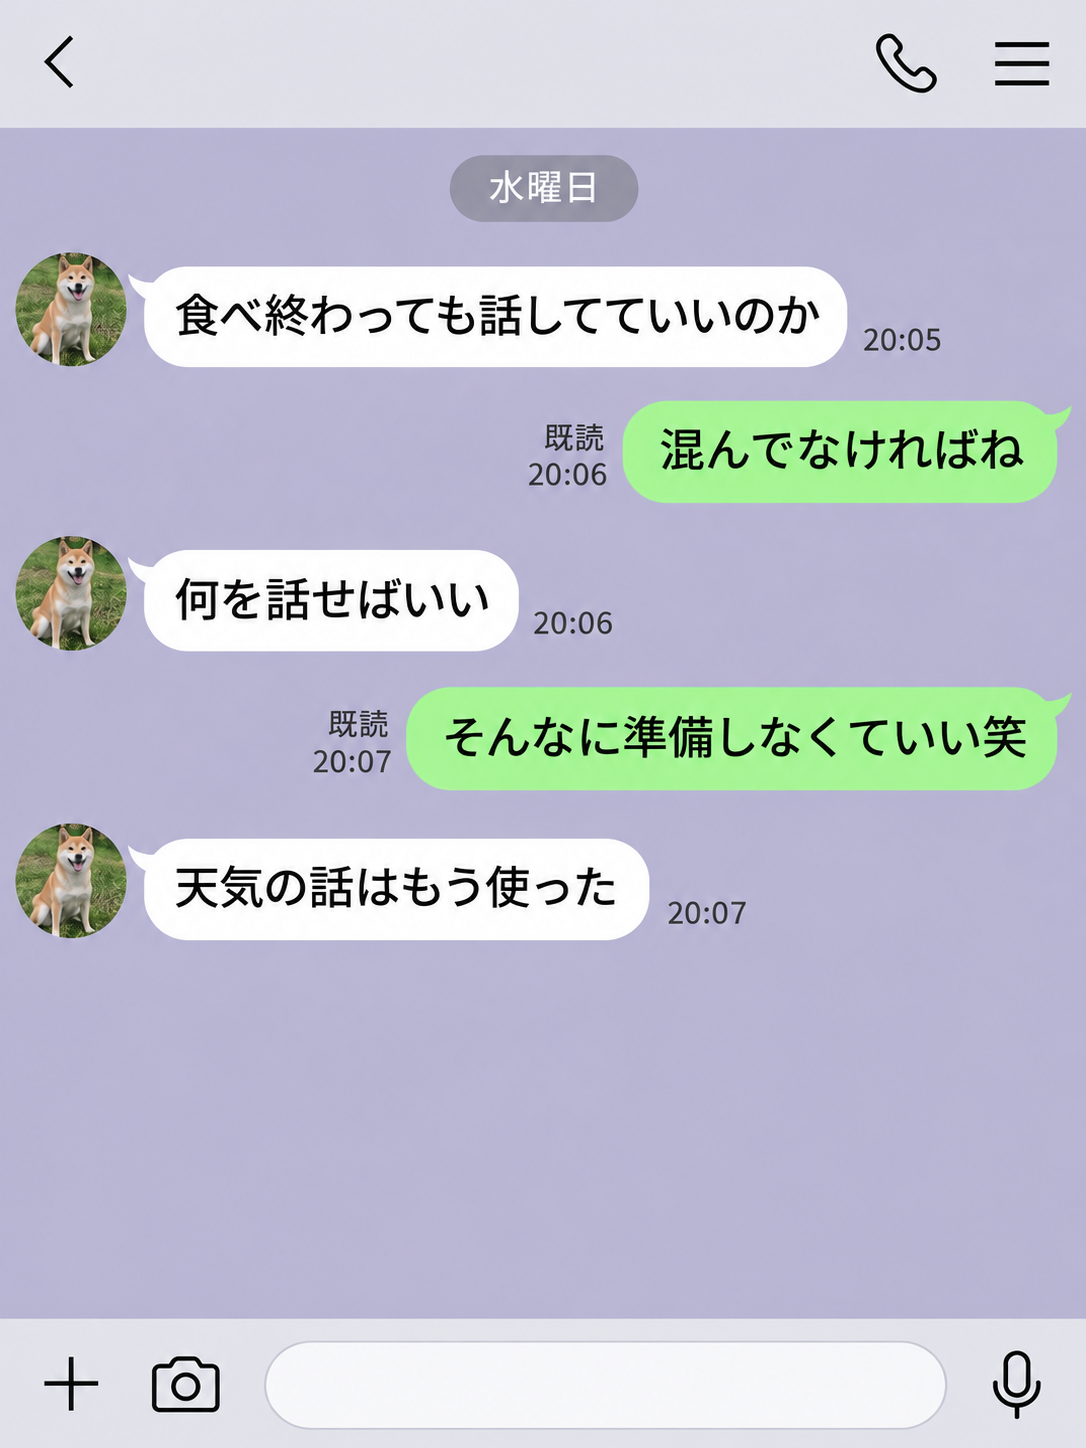 水曜日
食べ終わっても話してていいのか
20:05
混んでなければね
既読
20:06
何を話せばいい
20:06
そんなに準備しなくていい笑
既読
20:07
天気の話はもう使った
20:07